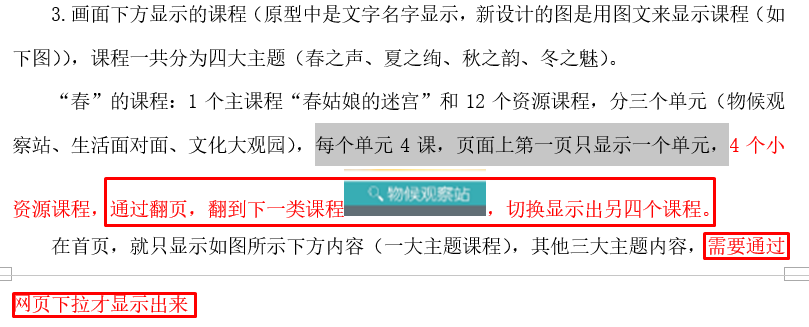 3.画面下方显示的课程（原型中是文字名字显示，新设计的图是用图文来显示课程（如
下图）），课程一共分为四大主题（春之声、夏之绚、秋之韵、冬之魅）。
“春”的课程：1 个主课程“春姑娘的迷宫”和 12 个资源课程，分三个单元（物候观
察站、生活面对面、文化大观园），每个单元 4 课，页面上第一页只显示一个单元，4 个小
资源课程，通过翻页，翻到下一类课程 物候观察站 ，切换显示出另四个课程。
在首页，就只显示如图所示下方内容（一大主题课程），其他三大主题内容，需要通过
网页下拉才显示出来